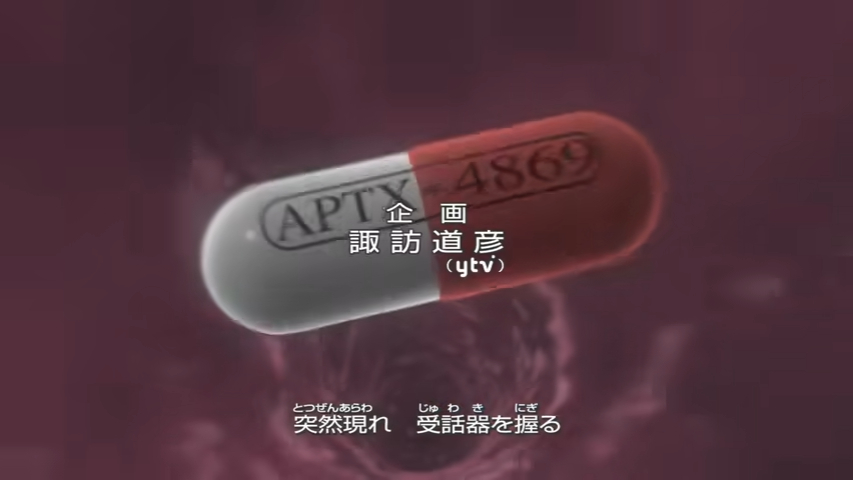 APTX-4869
企画
諏訪道彦
(ytv)
とつぜんあらわ じゅわき にぎ
突然現れ 受話器を握る